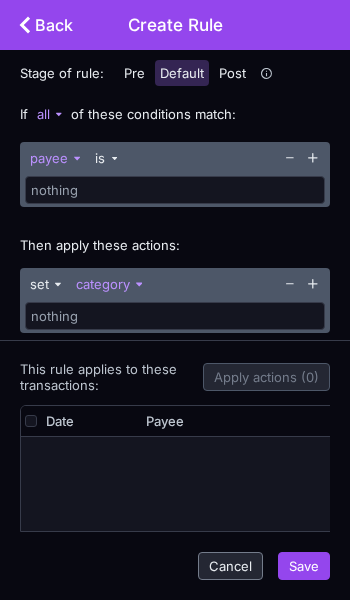 Back
Create Rule
Stage of rule: Pre Default Post
If all of these conditions match:
payee is
nothing
Then apply these actions:
set category
nothing
This rule applies to these
transactions:
Apply actions (0)
Date Payee
Cancel Save